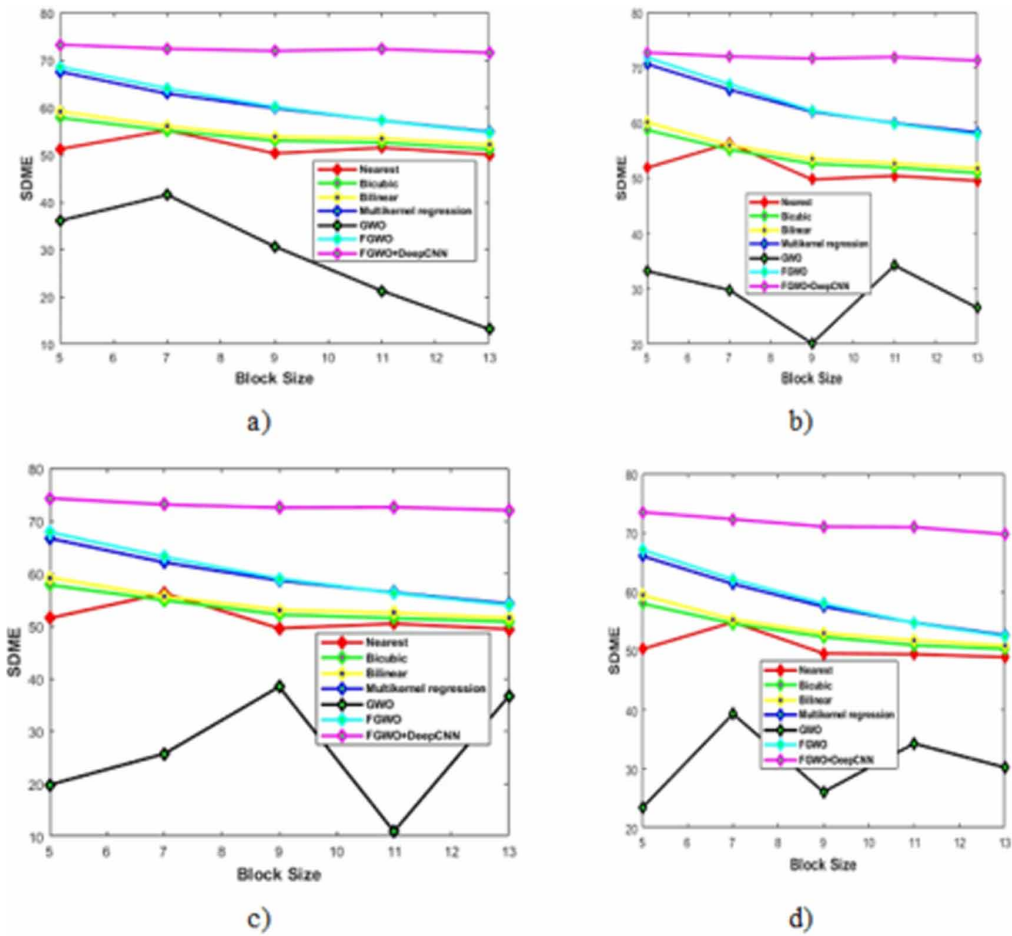 80
70
60
50
40
30
20
10
SDME
Nearest
Bicubic
Bilinear
Multikernel regression
GWO
FGWO
FGWO+DeepCNN
5 6 7 8 9 10 11 12 13
Block Size
a)
80
70
60
50
40
30
20
SDME
Nearest
Bicubic
Bilinear
Multikernel regression
GWO
FGWO
FGWO+DeepCNN
5 6 7 8 9 10 11 12 13
Block Size
b)
80
70
60
50
40
30
20
10
SDME
Nearest
Bicubic
Bilinear
Multikernel regression
GWO
FGWO
FGWO+DeepCNN
5 6 7 8 9 10 11 12 13
Block Size
c)
80
70
60
50
40
30
20
SDME
Nearest
Bicubic
Bilinear
Multikernel regression
GWO
FGWO
FGWO+DeepCNN
5 6 7 8 9 10 11 12 13
Block Size
d)